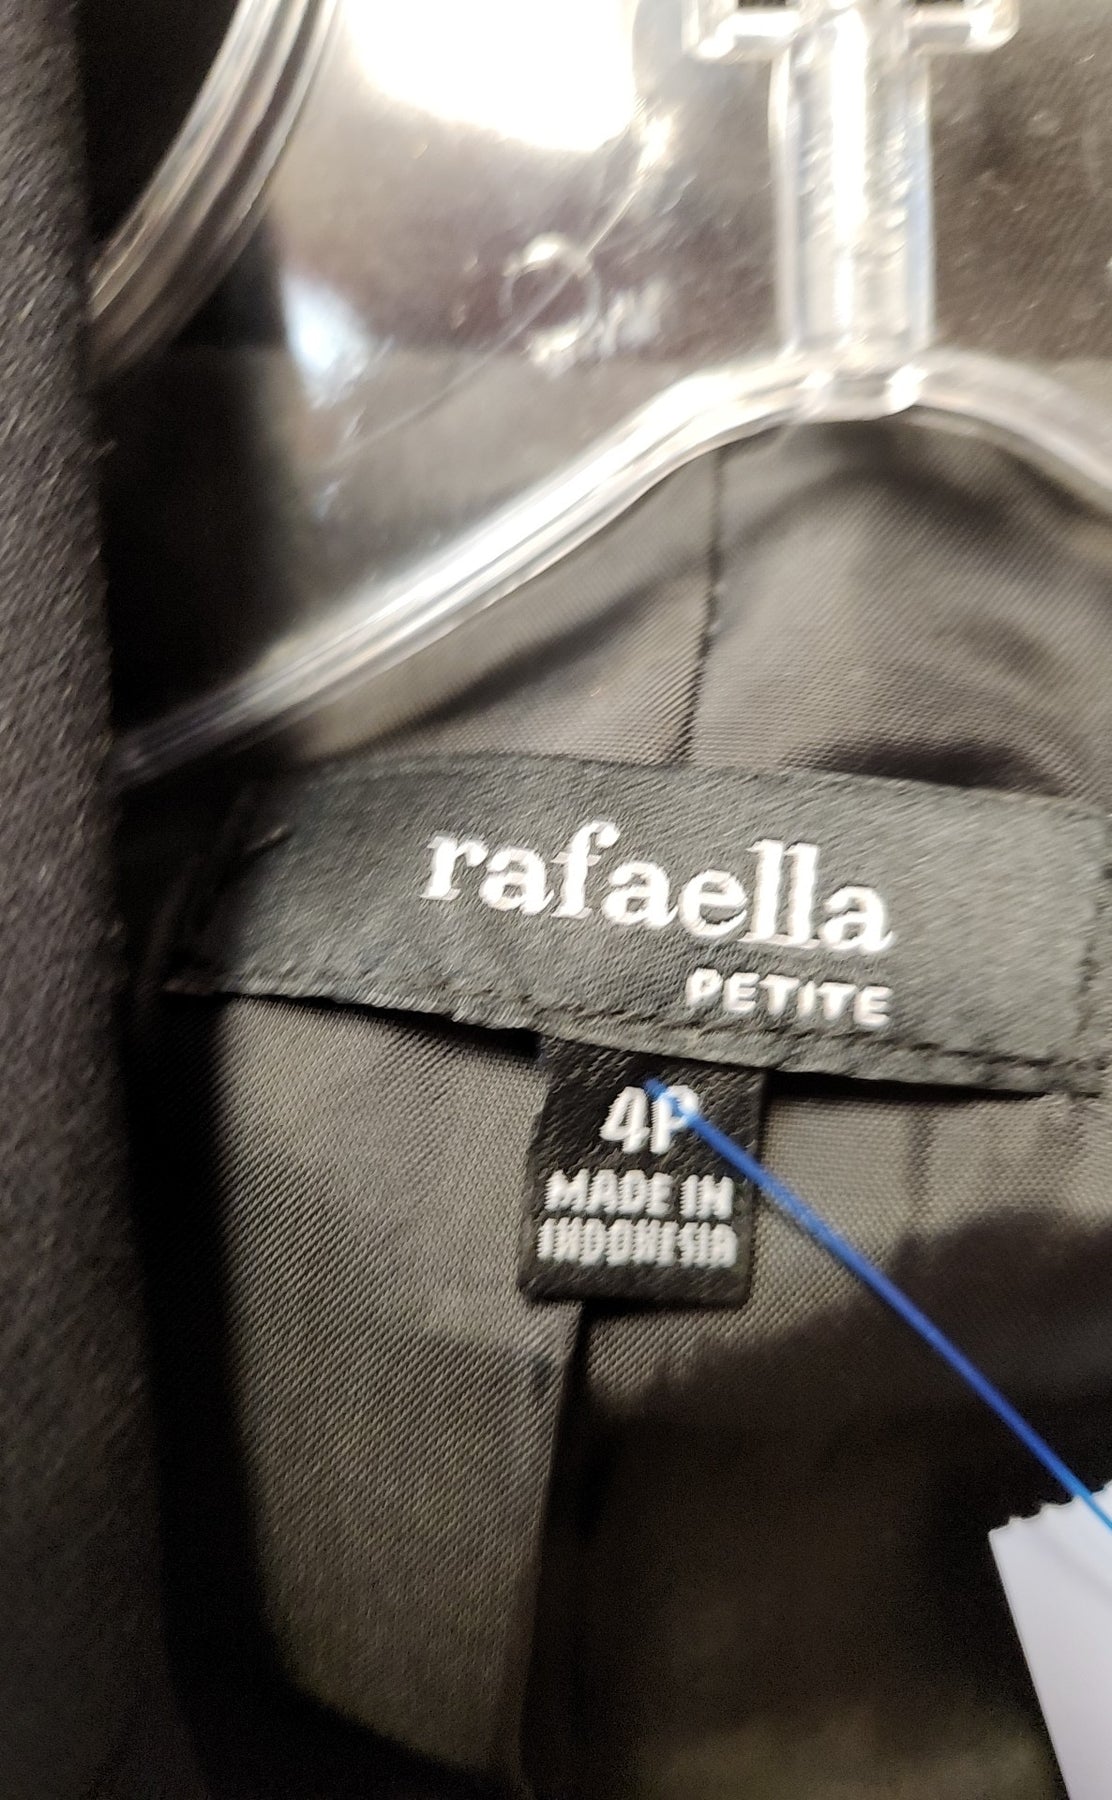 rafaella
PETITE
4P
MADE IN
INDONESIA